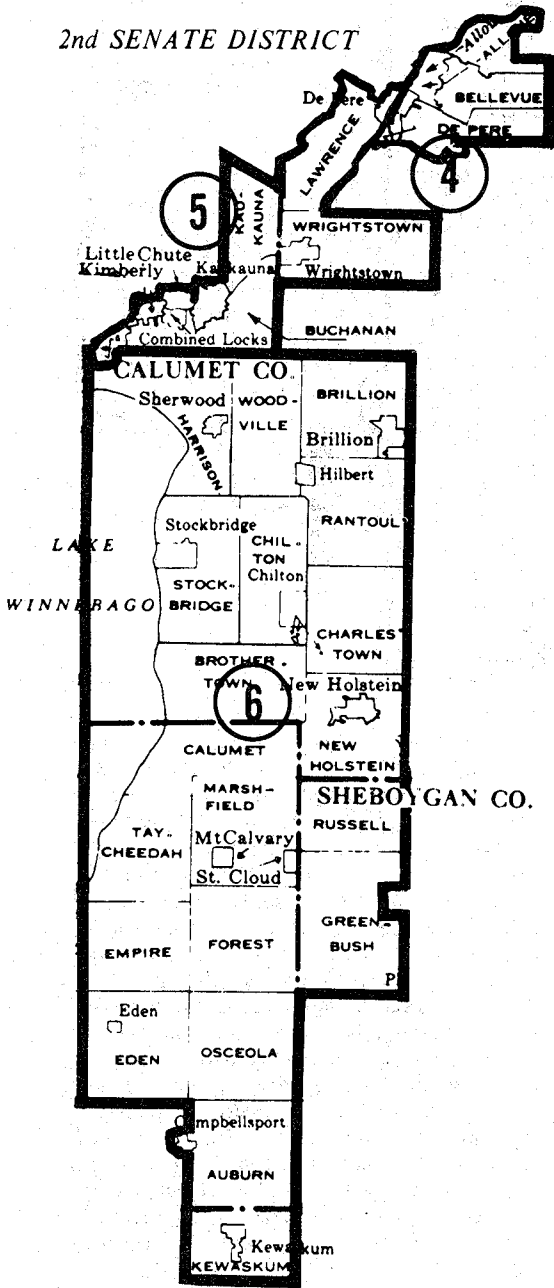 2nd SENATE DISTRICT
ALL
BELLEVUE
De Pere
DE PERE
LAWRENCE
4
5
KAU-
KAUNA
WRIGHTSTOWN
Little Chute
Kimberly
Kaukauna
Wrightstown
BUCHANAN
Combined Locks
CALUMET CO.
Sherwood
WOOD-
VILLE
BRILLION
HARRISON
Brillion
Hilbert
RANTOUL
Stockbridge
LAKE
CHIL-
TON
Chilton
STOCK-
BRIDGE
WINNEBAGO
CHARLES
TOWN
BROTHER-
TOWN
New Holstein
6
CALUMET
NEW
HOLSTEIN
MARSH-
FIELD
SHEBOYGAN CO.
RUSSELL
TAY-
CHEEDAH
Mt Calvary
St. Cloud
GREEN-
BUSH
EMPIRE
FOREST
P
Eden
EDEN
OSCEOLA
mpbellsport
AUBURN
Kewaskum
KEWASKUM